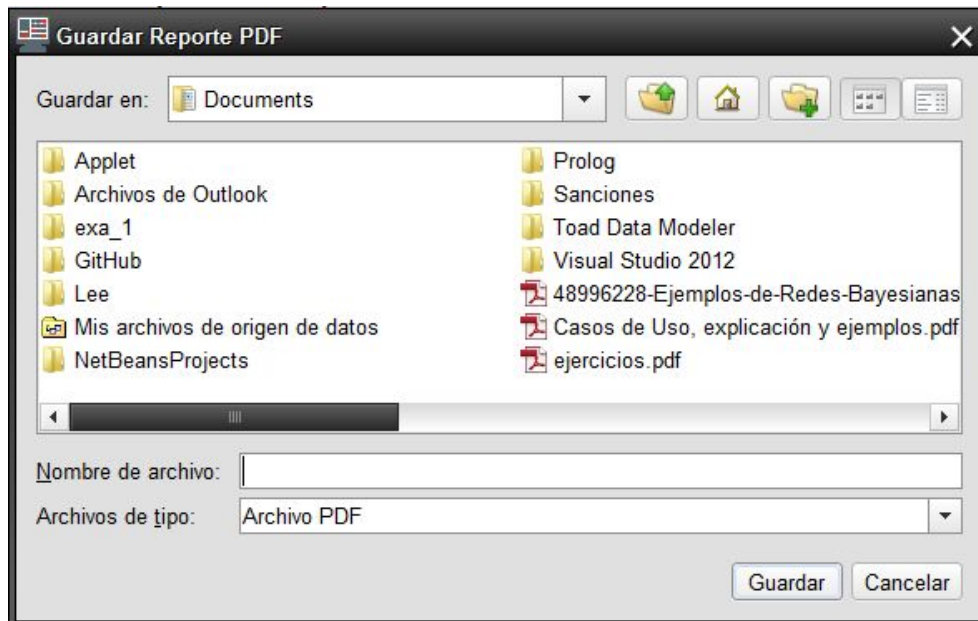 Guardar Reporte PDF
Guardar en: Documents
Applet
Archivos de Outlook
exa_1
GitHub
Lee
Mis archivos de origen de datos
NetBeansProjects
Prolog
Sanciones
Toad Data Modeler
Visual Studio 2012
48996228-Ejemplos-de-Redes-Bayesianas
Casos de Uso, explicación y ejemplos.pdf
ejercicios.pdf
Nombre de archivo:
Archivos de tipo: Archivo PDF
Guardar Cancelar